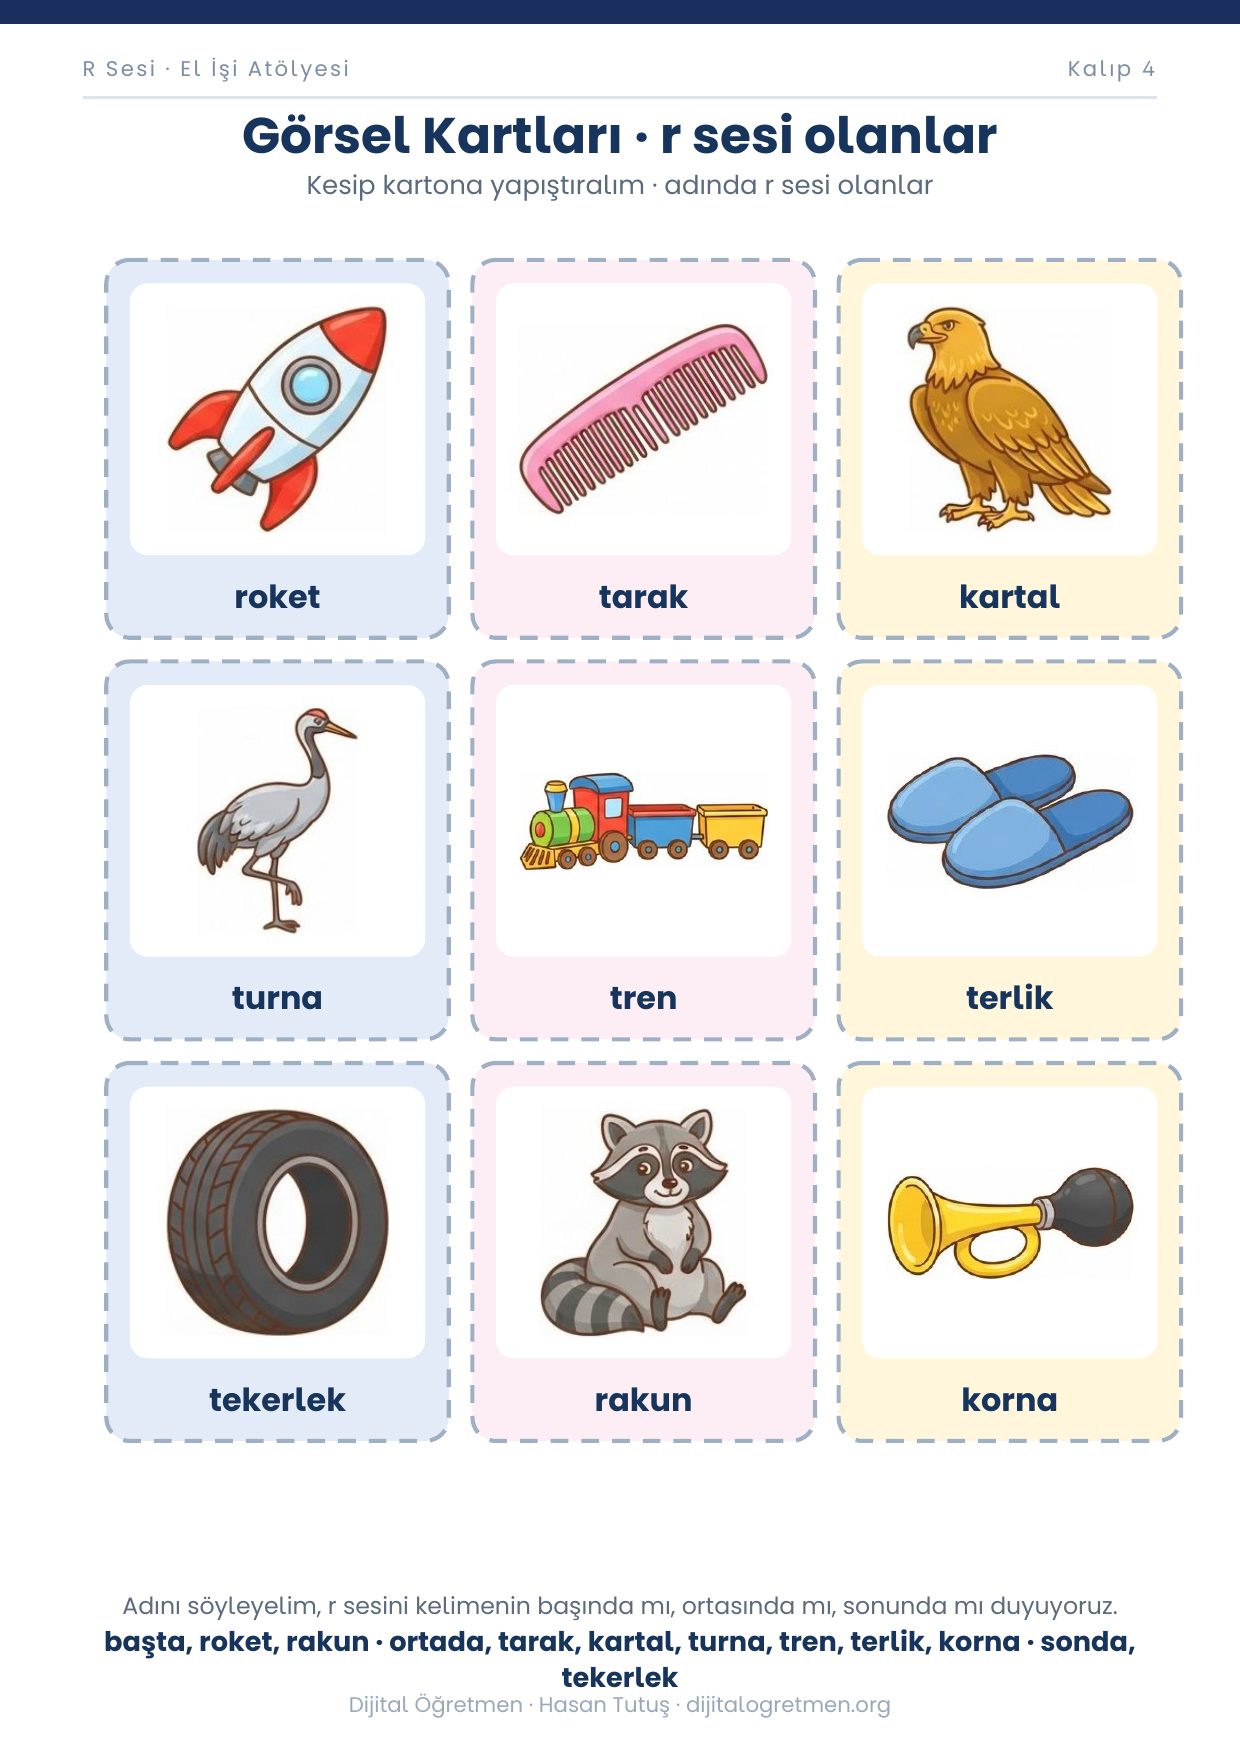 R Sesi · El İşi Atölyesi
Kalıp 4
Görsel Kartları · r sesi olanlar
Kesip kartona yapıştıralım · adında r sesi olanlar
roket
tarak
kartal
turna
tren
terlik
tekerlek
rakun
korna
Adını söyleyelim, r sesini kelimenin başında mı, ortasında mı, sonunda mı duyuyoruz.
başta, roket, rakun · ortada, tarak, kartal, turna, tren, terlik, korna · sonda,
tekerlek
Dijital Öğretmen · Hasan Tutuş · dijitalogretmen.org